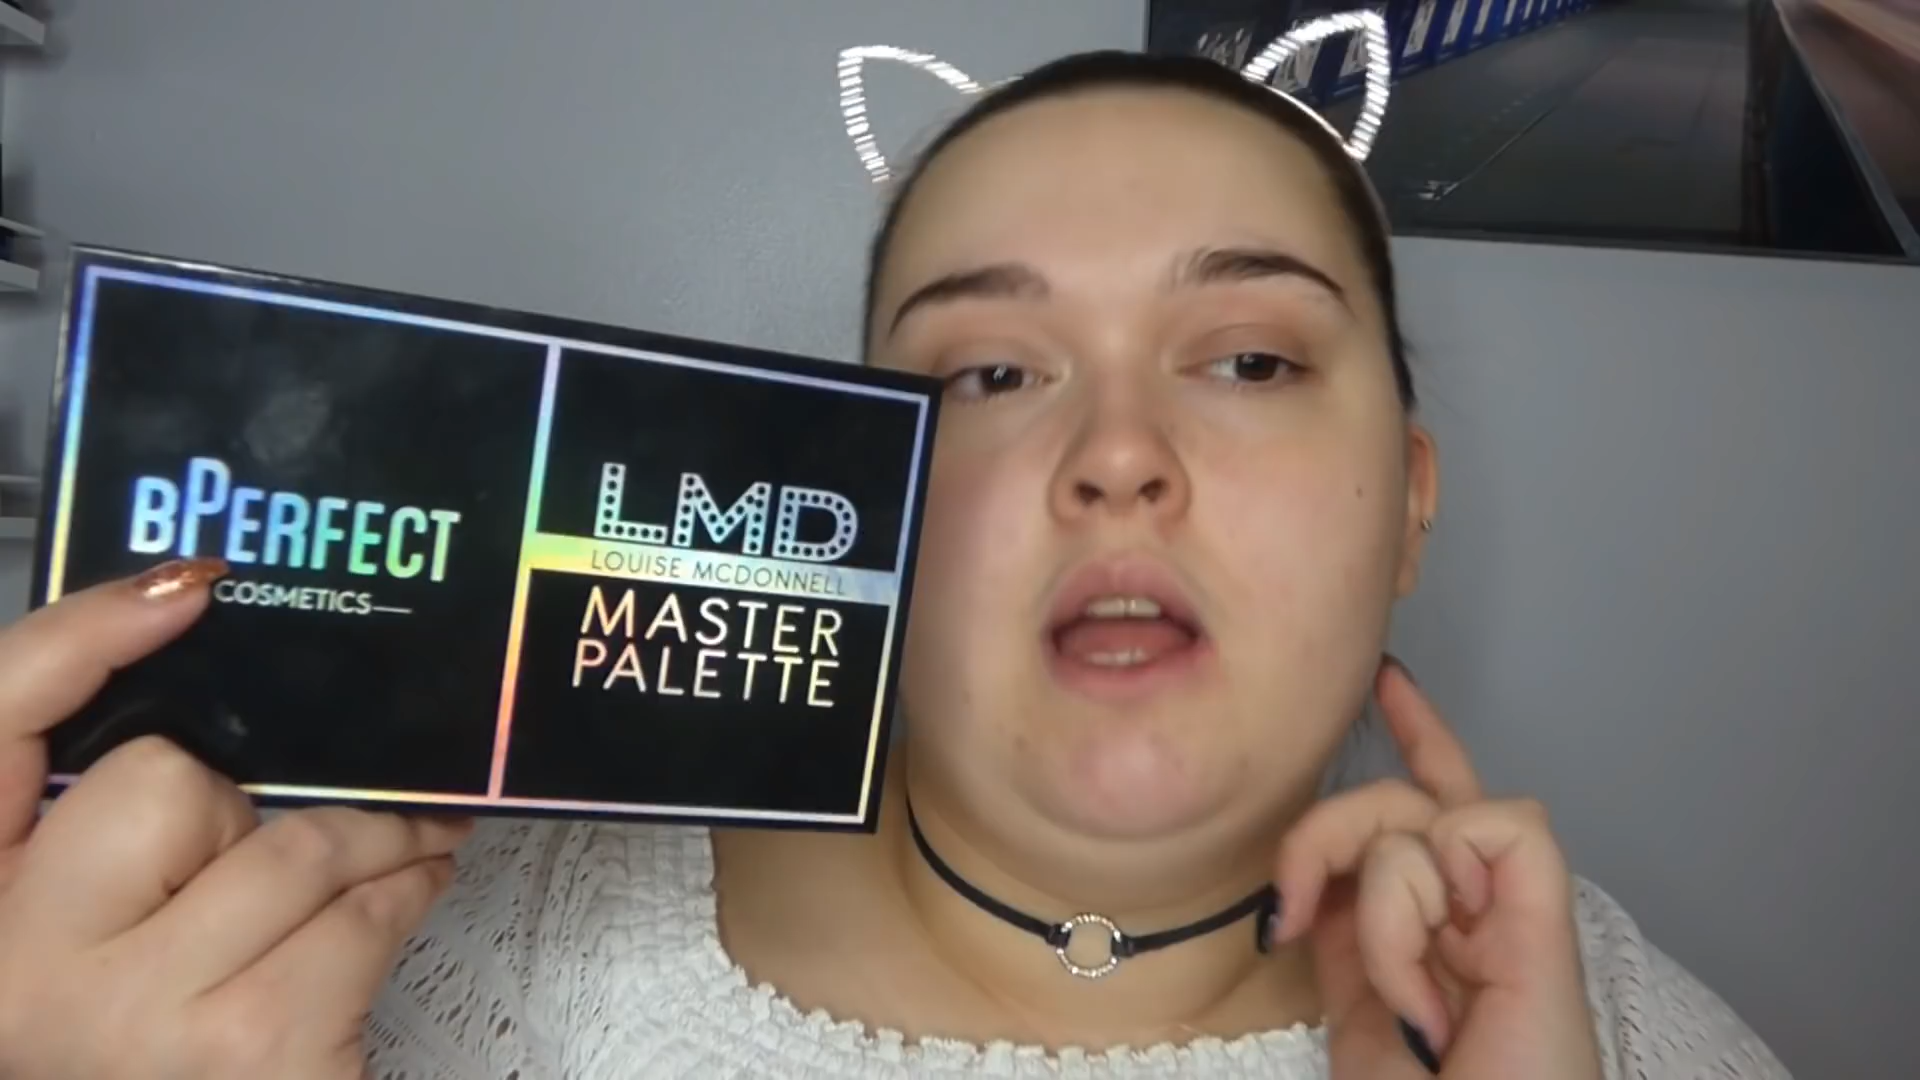 BPERFECT
COSMETICS
LMD
LOUISE MCDONNELL
MASTER
PALETTE